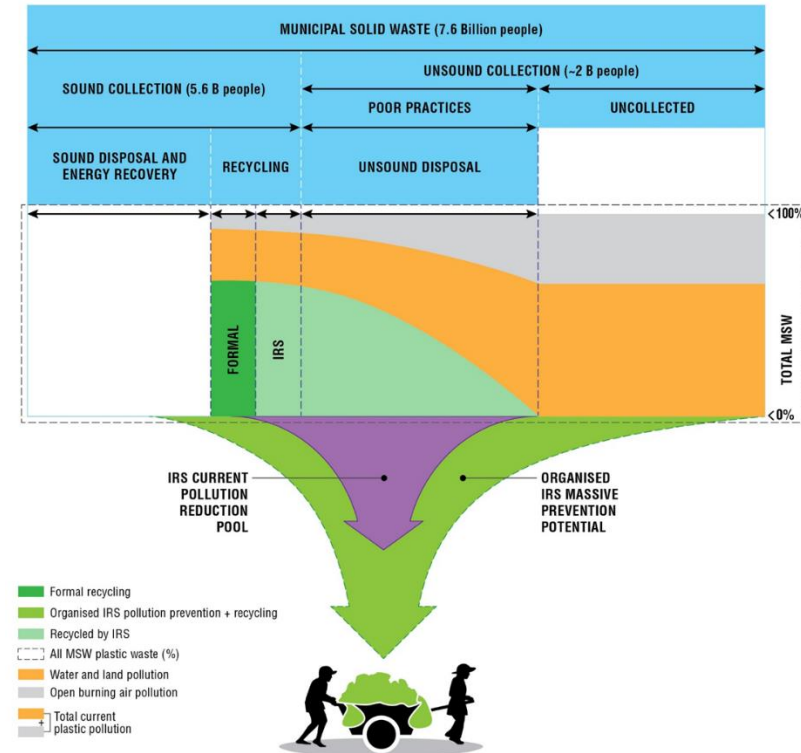 MUNICIPAL SOLID WASTE (7.6 Billion people)
UNSOUND COLLECTION (~2 B people)
SOUND COLLECTION (5.6 B people)
POOR PRACTICES
UNCOLLECTED
SOUND DISPOSAL AND
ENERGY RECOVERY
RECYCLING
UNSOUND DISPOSAL
<100%
FORMAL
IRS
TOTAL MSW
<0%
IRS CURRENT
POLLUTION
REDUCTION
POOL
ORGANISED
IRS MASSIVE
PREVENTION
POTENTIAL
Formal recycling
Organised IRS pollution prevention + recycling
Recycled by IRS
All MSW plastic waste (%)
Water and land pollution
Open burning air pollution
+
Total current
plastic pollution